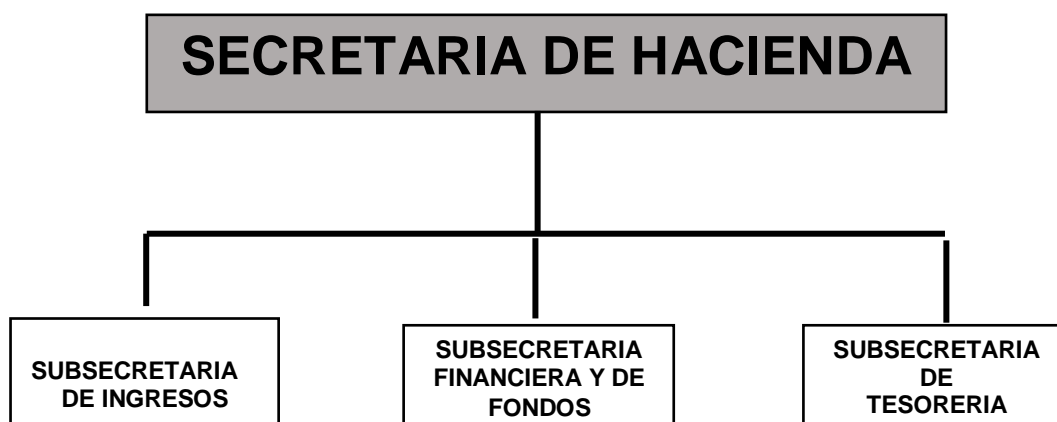 SECRETARIA DE HACIENDA
SUBSECRETARIA
DE INGRESOS
SUBSECRETARIA
FINANCIERA Y DE
FONDOS
SUBSECRETARIA
DE
TESORERIA